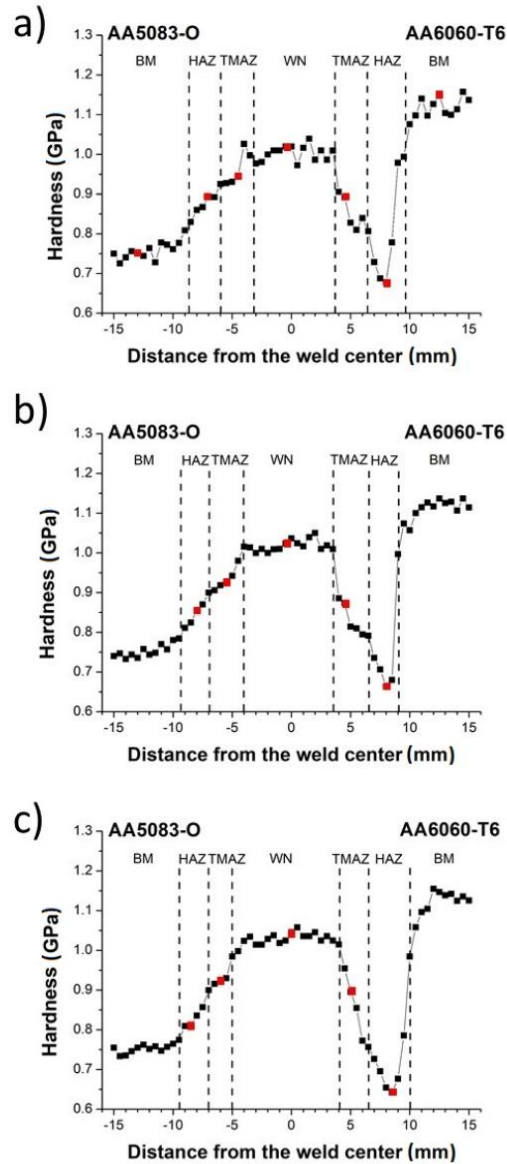 a)
AA5083-O AA6060-T6
BM HAZ TMAZ WN TMAZ HAZ BM
1.3
1.2
1.1
1.0
0.9
0.8
0.7
0.6
Hardness (GPa)
-15 -10 -5 0 5 10 15
Distance from the weld center (mm)
b)
AA5083-O AA6060-T6
BM HAZ TMAZ WN TMAZ HAZ BM
1.3
1.2
1.1
1.0
0.9
0.8
0.7
0.6
Hardness (GPa)
-15 -10 -5 0 5 10 15
Distance from the weld center (mm)
c)
AA5083-O AA6060-T6
BM HAZ TMAZ WN TMAZ HAZ BM
1.3
1.2
1.1
1.0
0.9
0.8
0.7
0.6
Hardness (GPa)
-15 -10 -5 0 5 10 15
Distance from the weld center (mm)